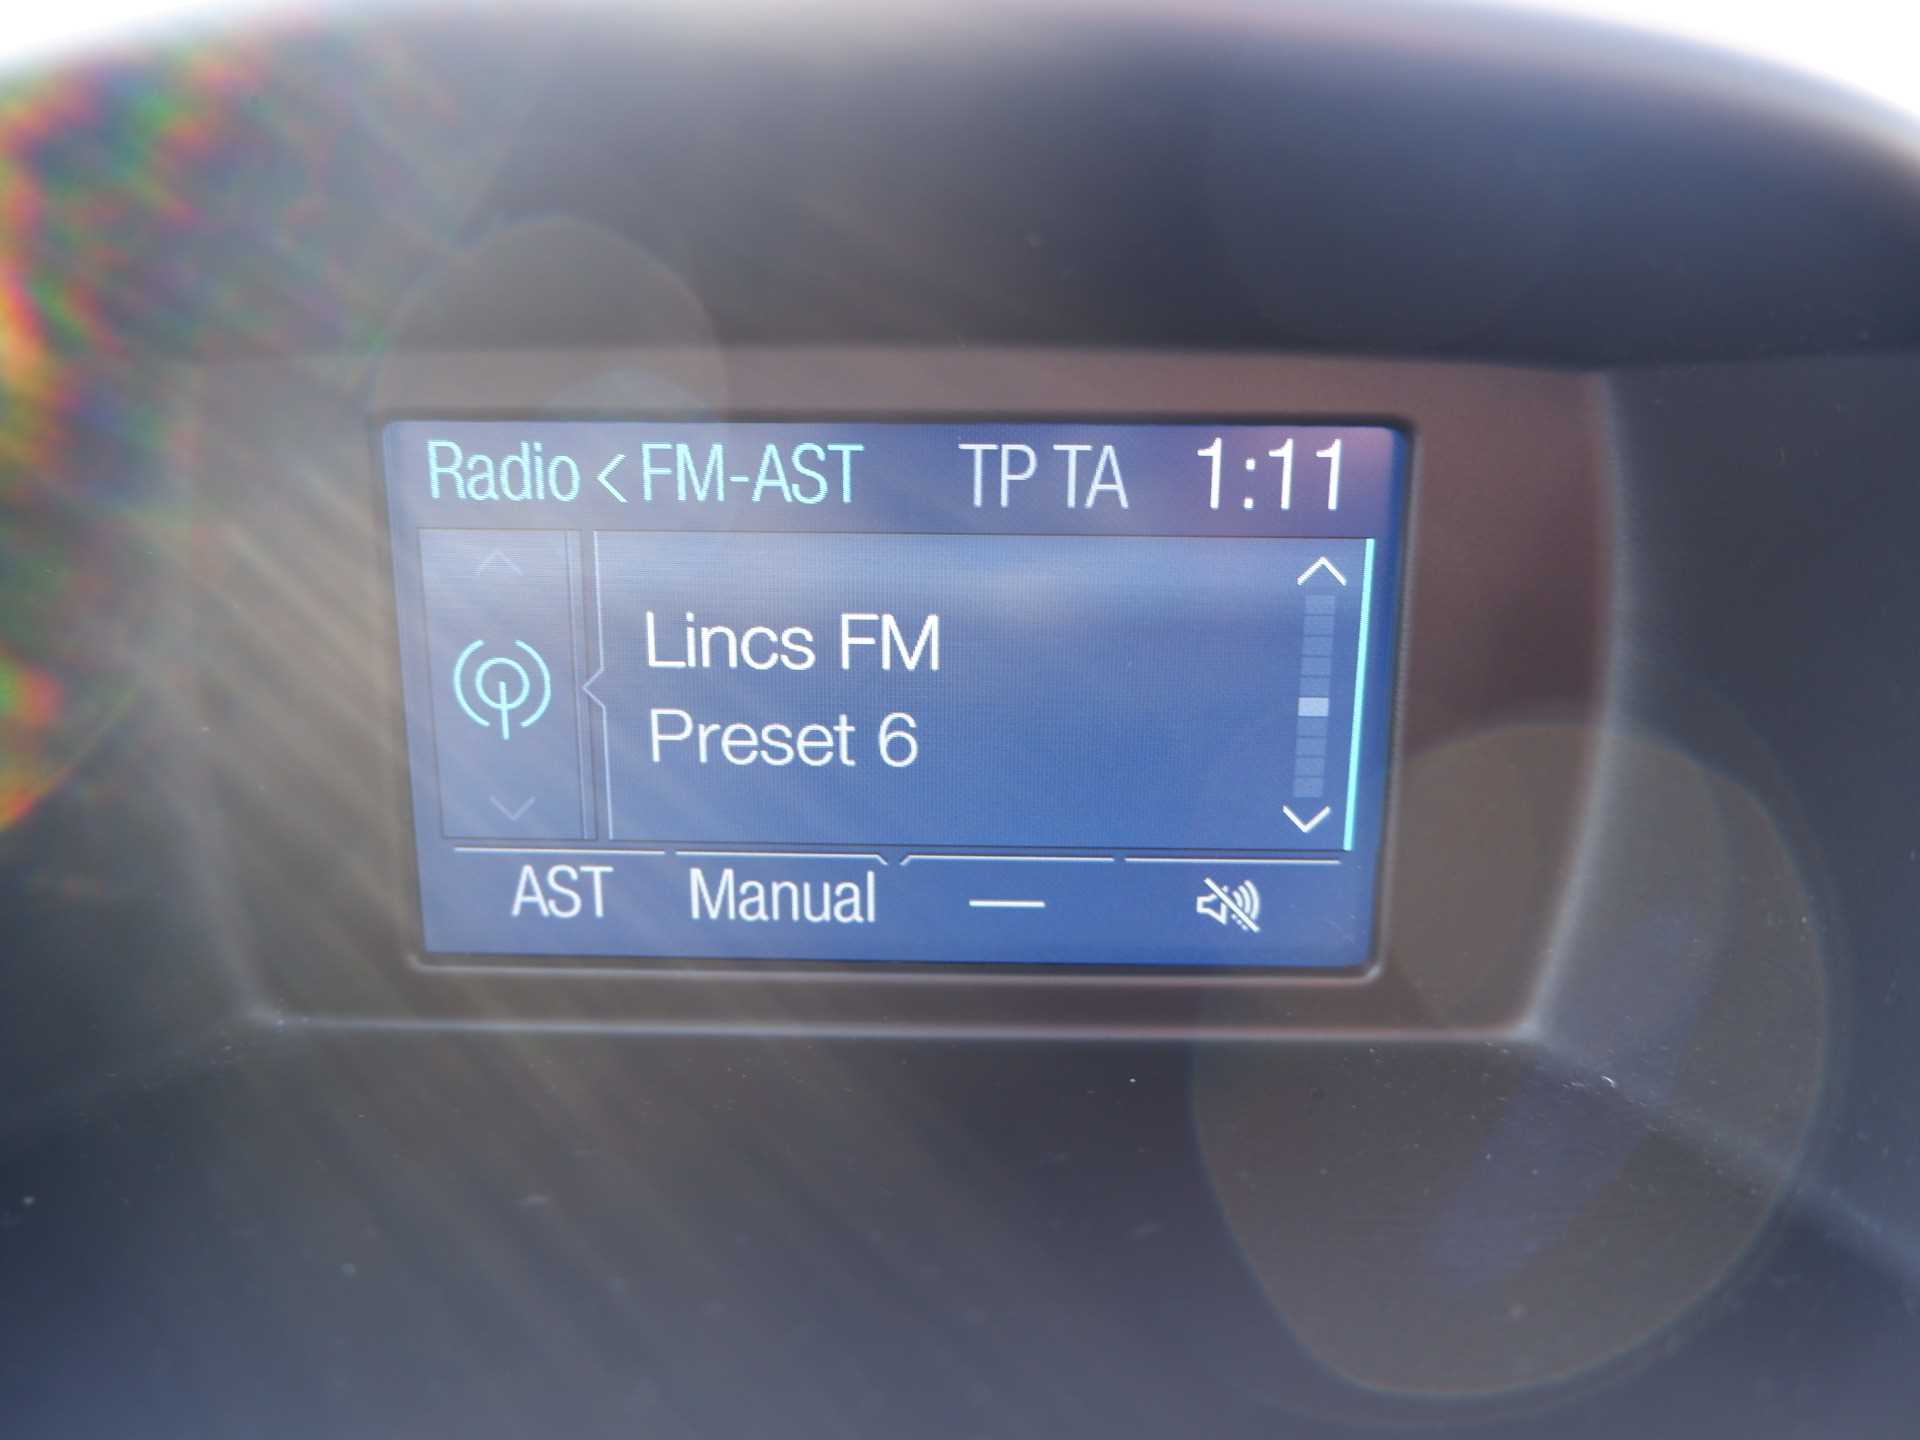 Radio < FM-AST TP TA 1:11
Lincs FM
Preset 6
AST Manual —